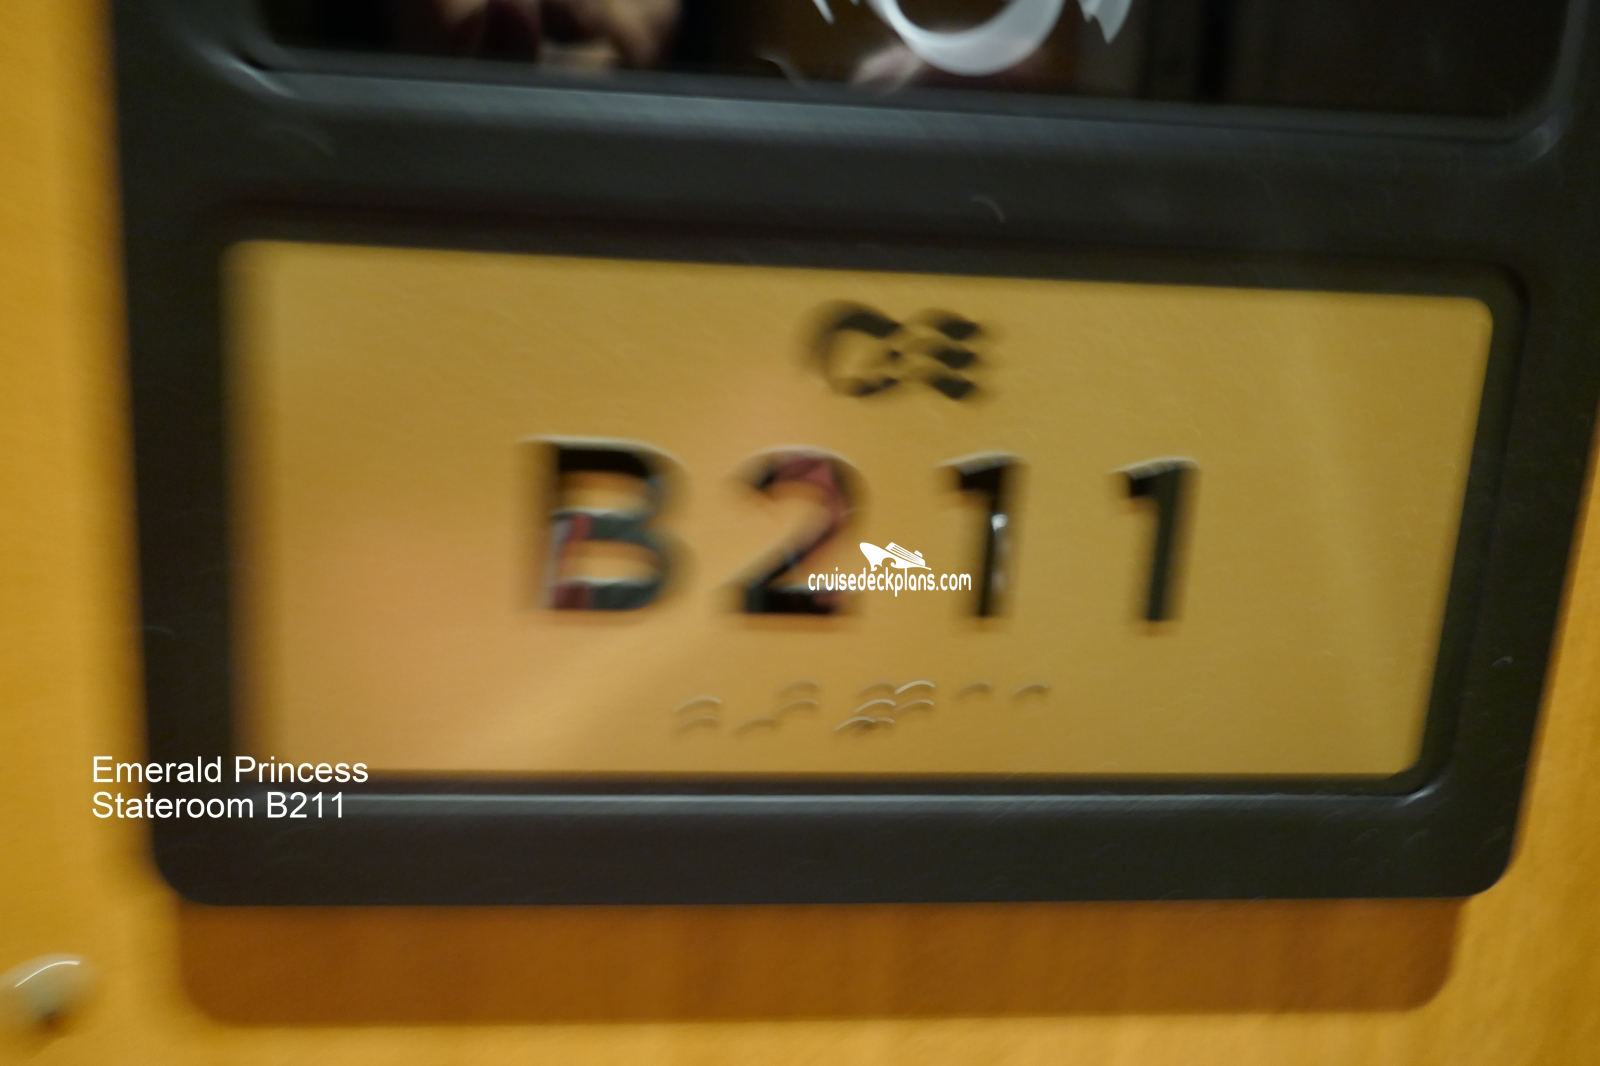 B211
cruisedeckplans.com
Emerald Princess
Stateroom B211